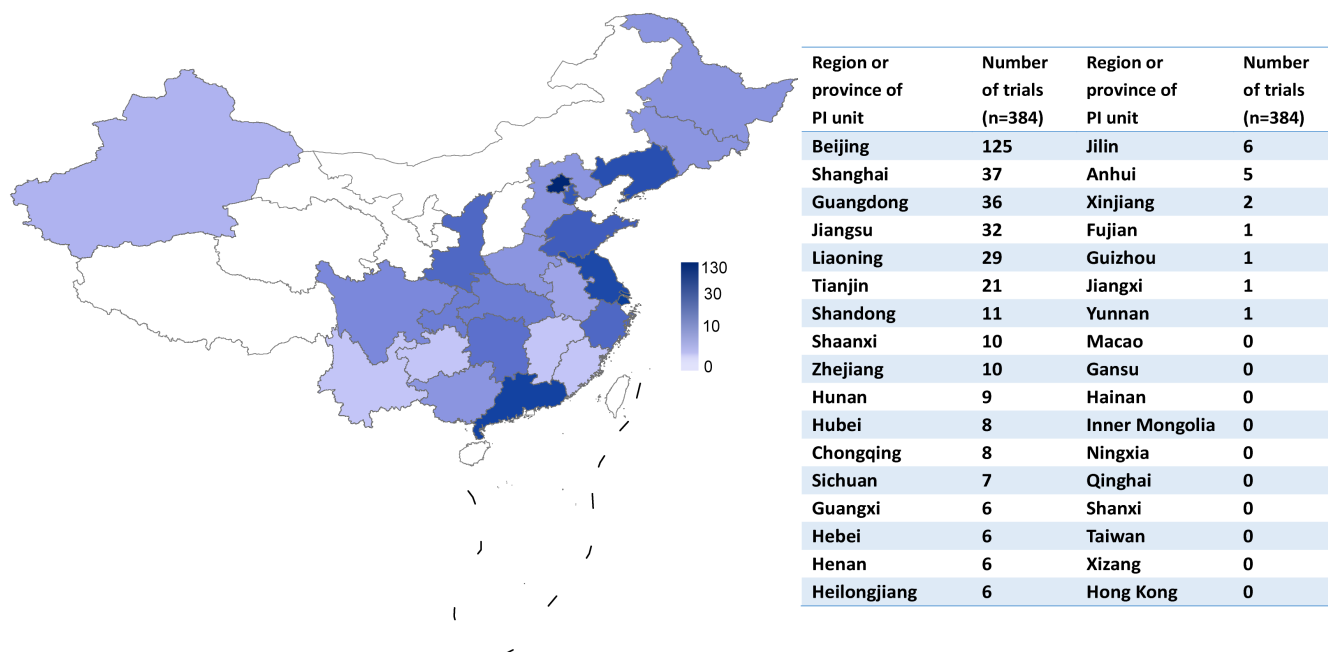 130
30
10
0
Region or Number Region or Number
province of of trials province of of trials
PI unit (n=384) PI unit (n=384)
Beijing 125 Jilin 6
Shanghai 37 Anhui 5
Guangdong 36 Xinjiang 2
Jiangsu 32 Fujian 1
Liaoning 29 Guizhou 1
Tianjin 21 Jiangxi 1
Shandong 11 Yunnan 1
Shaanxi 10 Macao 0
Zhejiang 10 Gansu 0
Hunan 9 Hainan 0
Hubei 8 Inner Mongolia 0
Chongqing 8 Ningxia 0
Sichuan 7 Qinghai 0
Guangxi 6 Shanxi 0
Hebei 6 Taiwan 0
Henan 6 Xizang 0
Heilongjiang 6 Hong Kong 0